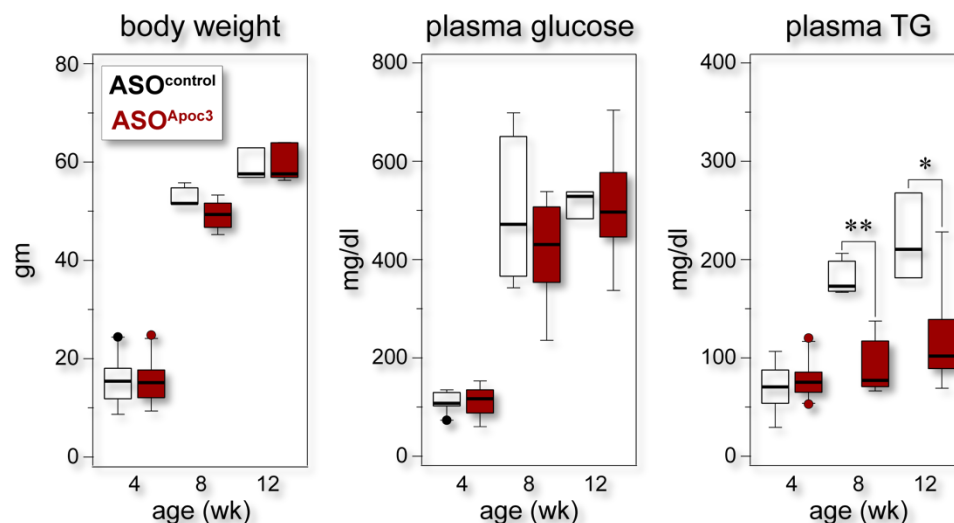 body weight
80
60
40
20
0
gm
ASOcontrol
ASOApoc3
4 8 12
age (wk)
plasma glucose
800
600
400
200
0
mg/dl
4 8 12
age (wk)
plasma TG
400
300
200
100
0
mg/dl
**
*
4 8 12
age (wk)